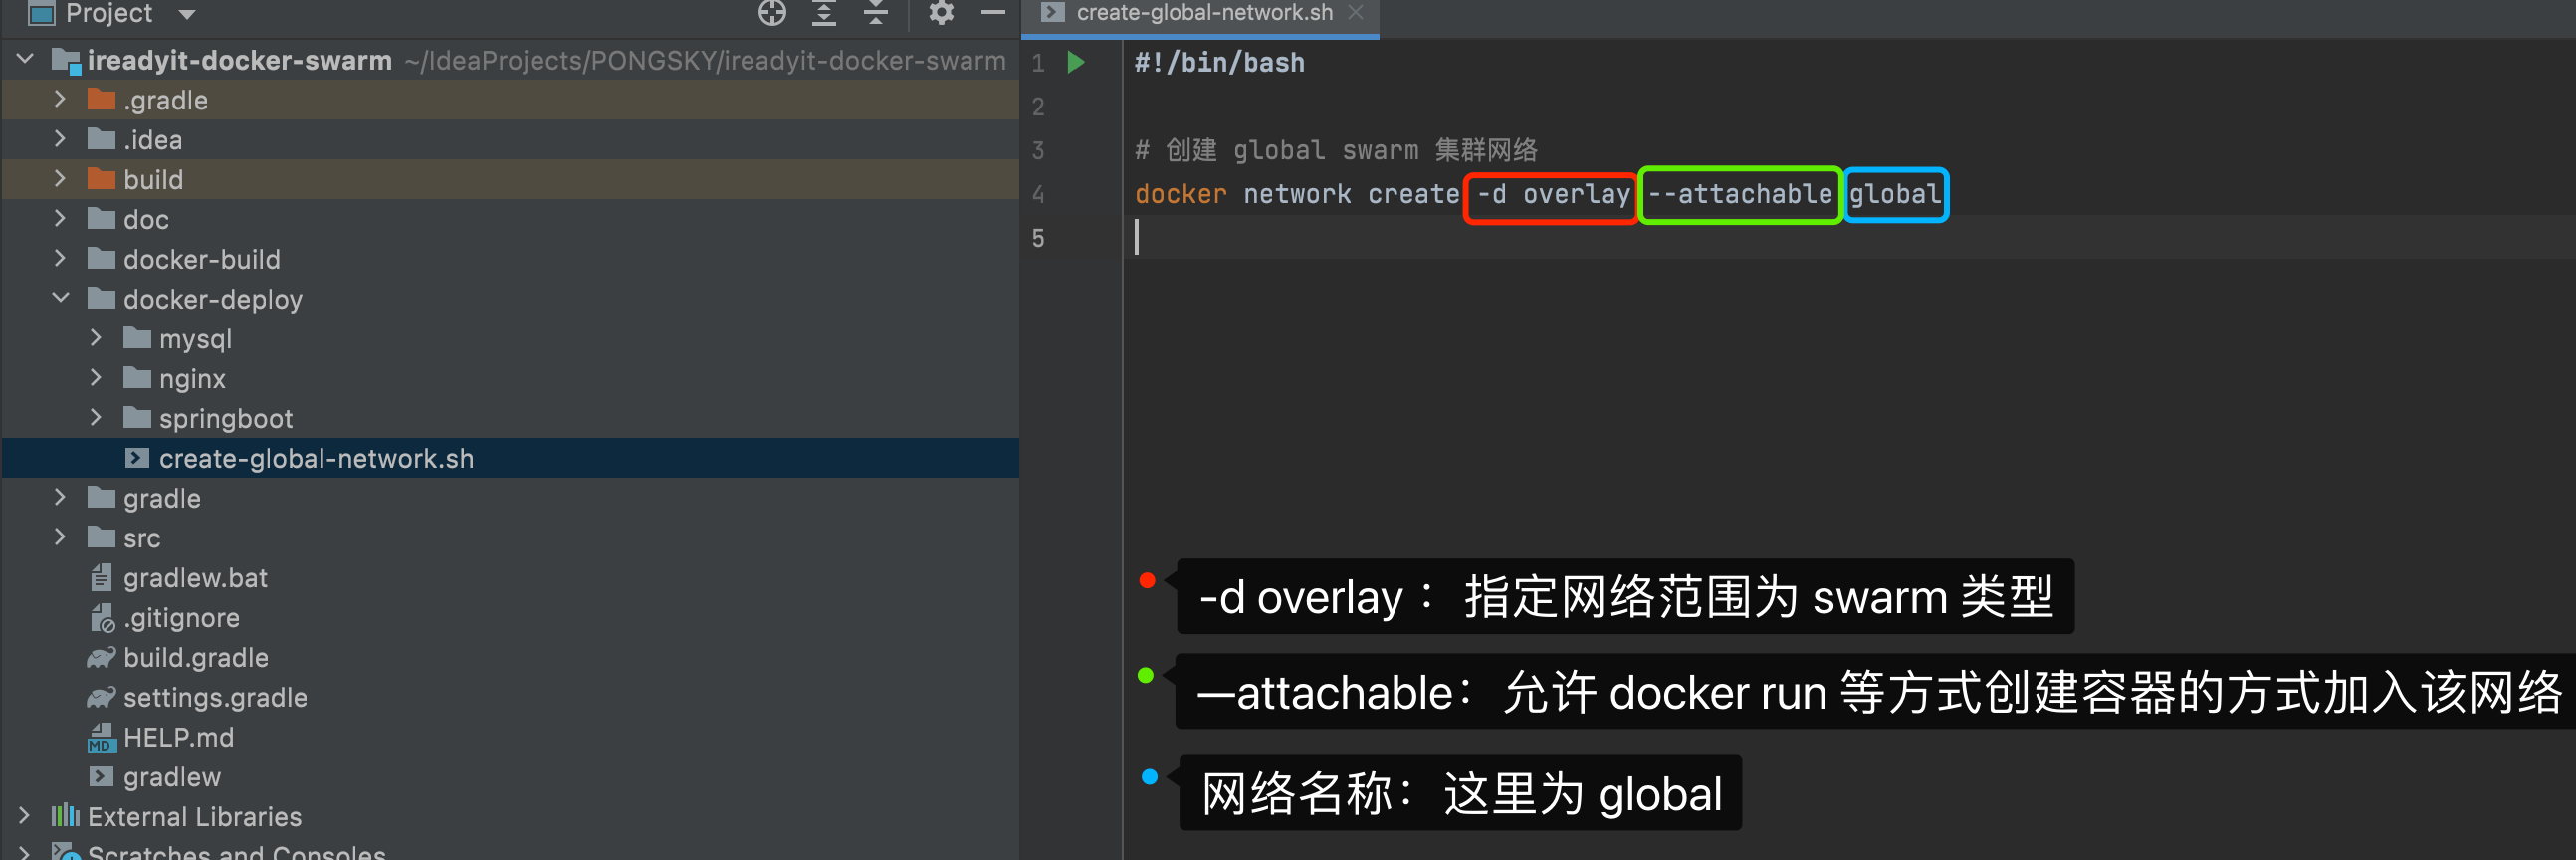 Project
ireadyit-docker-swarm ~/IdeaProjects/PONGSKY/ireadyit-docker-swarm
.gradle
.idea
build
doc
docker-build
docker-deploy
mysql
nginx
springboot
create-global-network.sh
gradle
src
gradlew.bat
.gitignore
build.gradle
settings.gradle
HELP.md
gradlew
External Libraries
Scratches and Consoles
create-global-network.sh
1 #!/bin/bash
2
3 # 创建 global swarm 集群网络
4 docker network create -d overlay --attachable global
5
-d overlay ：指定网络范围为 swarm 类型
—attachable：允许 docker run 等方式创建容器的方式加入该网络
网络名称：这里为 global